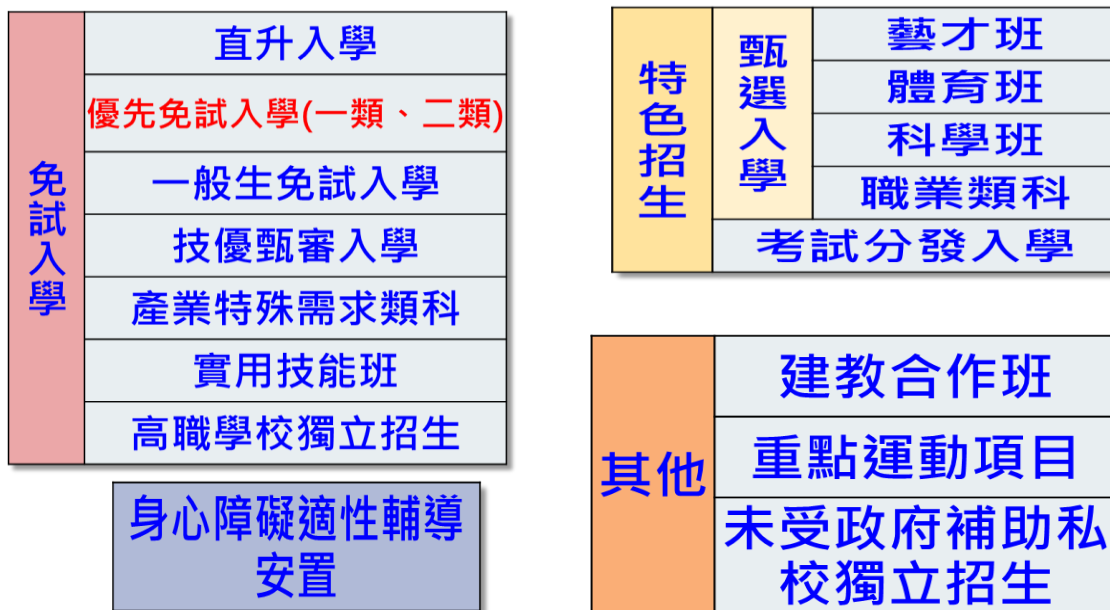 免試入學
直升入學
優先免試入學(一類、二類)
一般生免試入學
技優甄審入學
產業特殊需求類科
實用技能班
高職學校獨立招生
身心障礙適性輔導
安置
特色招生
甄選入學
藝才班
體育班
科學班
職業類科
考試分發入學
其他
建教合作班
重點運動項目
未受政府補助私
校獨立招生